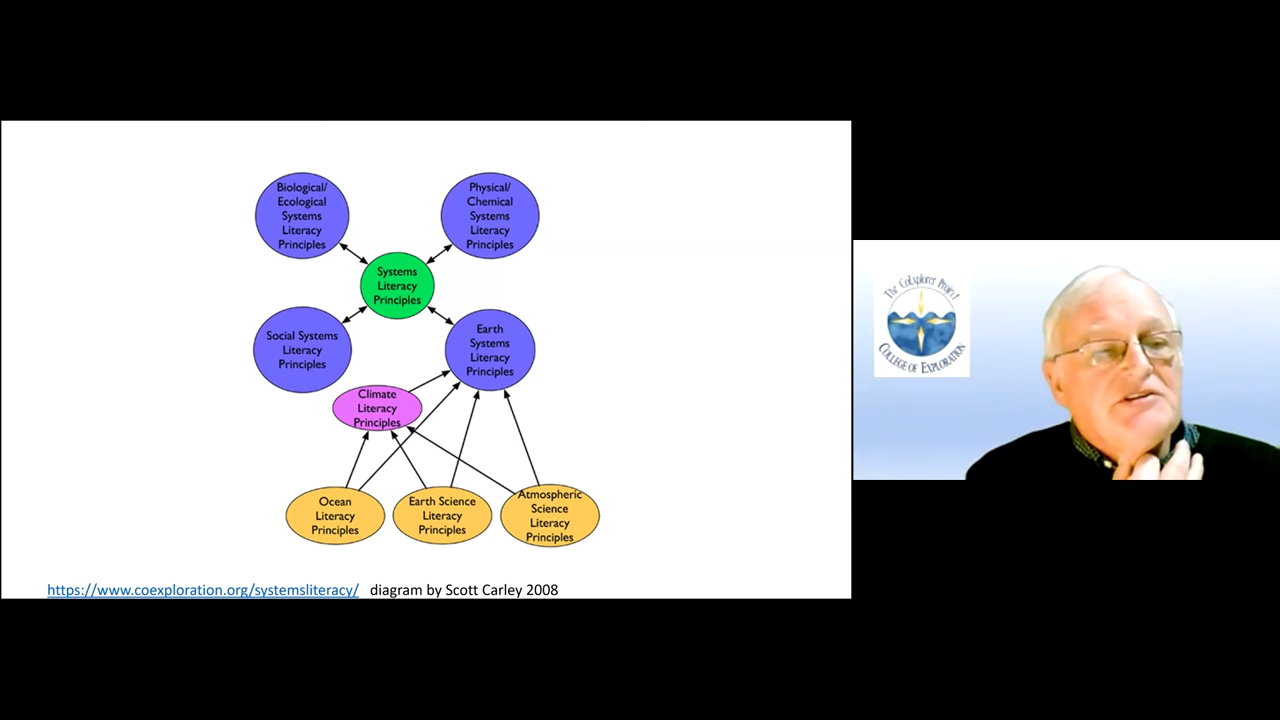 Biological/
Ecological
Systems
Literacy
Principles
Physical/
Chemical
Systems
Literacy
Principles
Systems
Literacy
Principles
Social Systems
Literacy
Principles
Earth
Systems
Literacy
Principles
Climate
Literacy
Principles
Ocean
Literacy
Principles
Earth Science
Literacy
Principles
Atmospheric
Science
Literacy
Principles
https://www.coexploration.org/systemsliteracy/ diagram by Scott Carley 2008
The CoExplorer Project
COLLEGE OF EXPLORATION